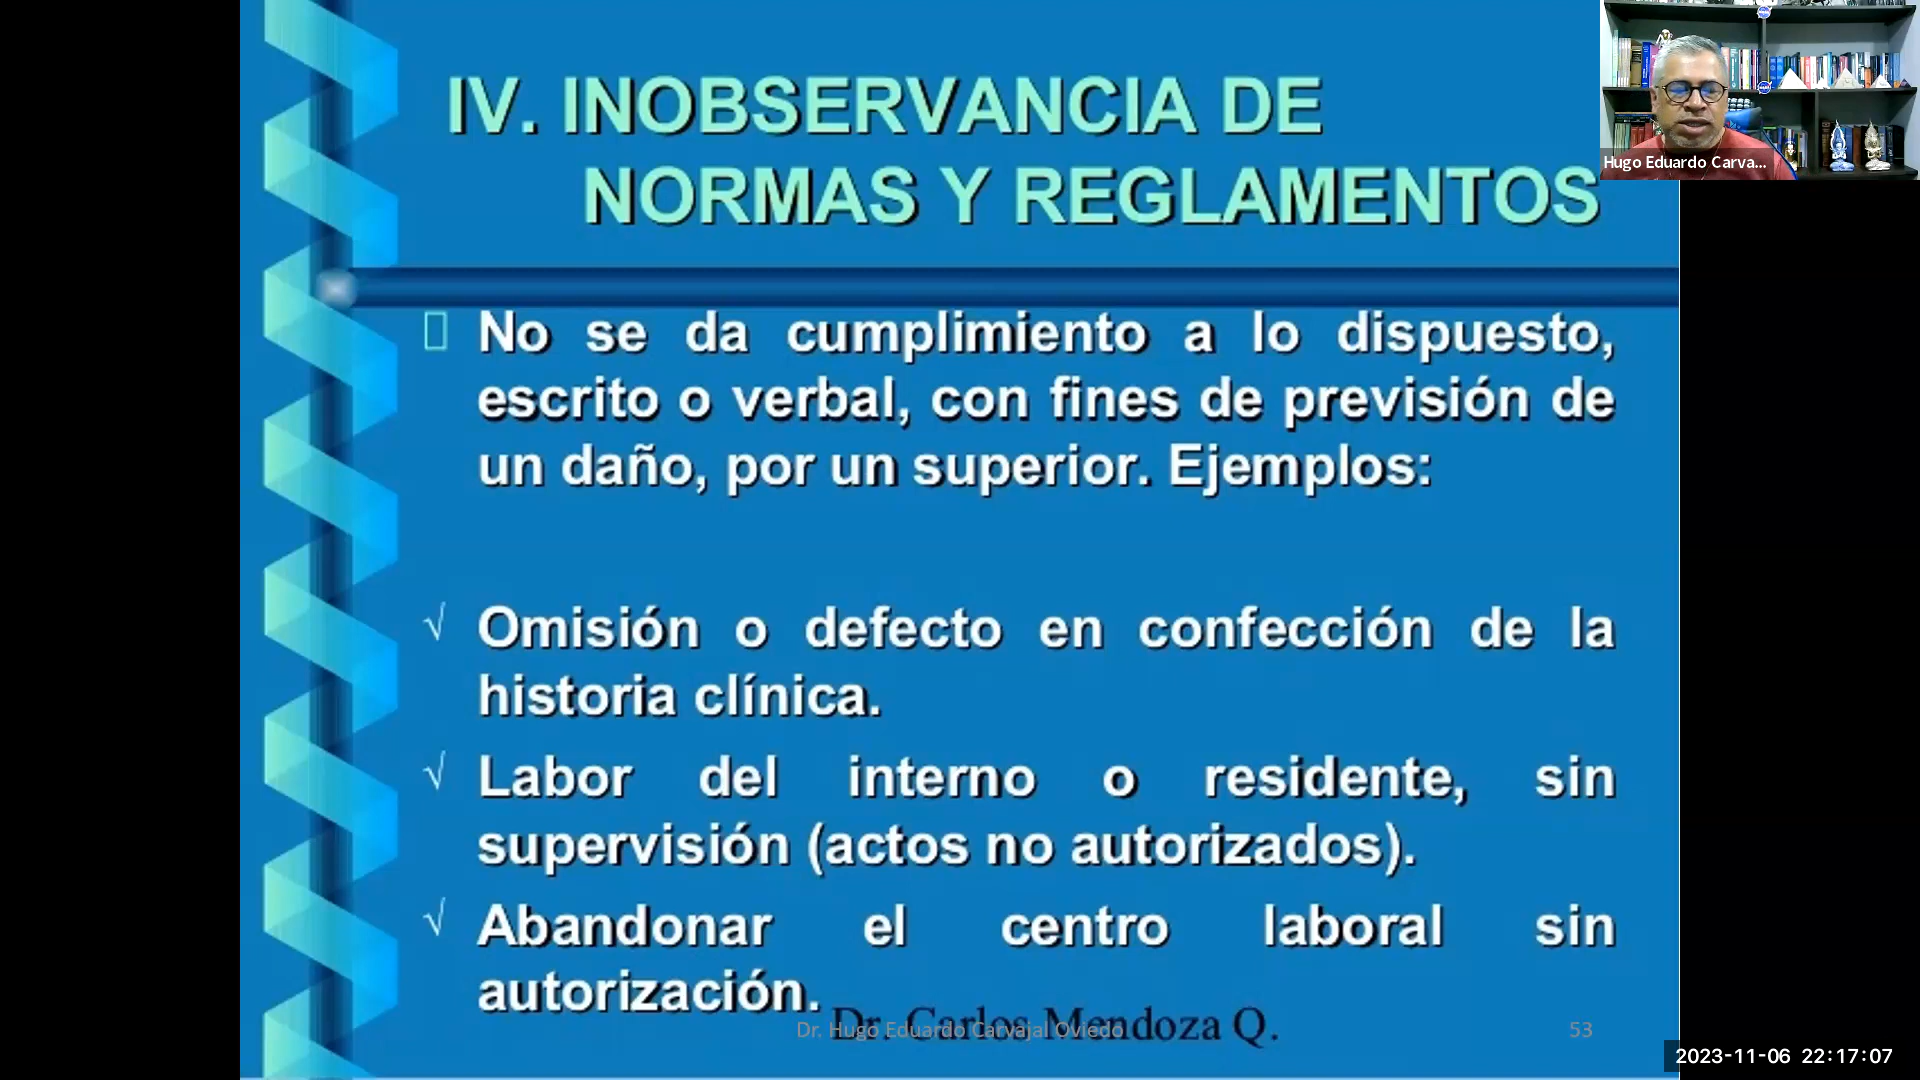 IV. INOBSERVANCIA DE
NORMAS Y REGLAMENTOS
Hugo Eduardo Carva...
No se da cumplimiento a lo dispuesto,
escrito o verbal, con fines de previsión de
un daño, por un superior. Ejemplos:
√ Omisión o defecto en confección de la
historia clínica.
√ Labor del interno o residente, sin
supervisión (actos no autorizados).
√ Abandonar el centro laboral sin
autorización.
Dr. Carlos Mendoza Q.
Dr. Hugo Eduardo Carvajal Oviedo
53
2023-11-06 22:17:07